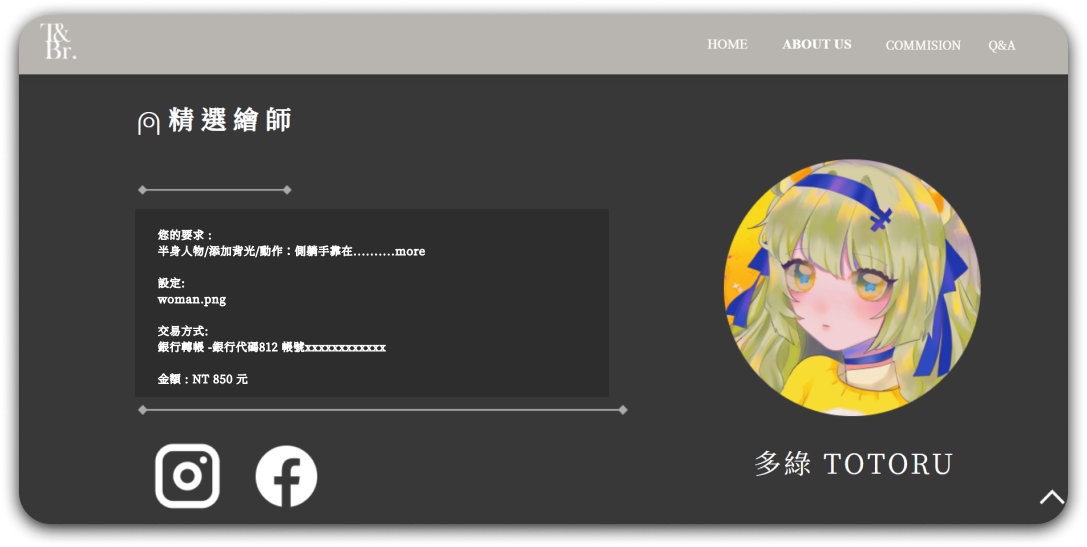 T&
Br.
HOME
ABOUT US
COMMISION
Q&A
精選繪師
您的要求：
半身人物/添加背光/動作：側躺手靠在..........more
設定:
woman.png
交易方式:
銀行轉帳 -銀行代碼812 帳號xxxxxxxxxxxx
金額：NT 850 元
多綠 TOTORU